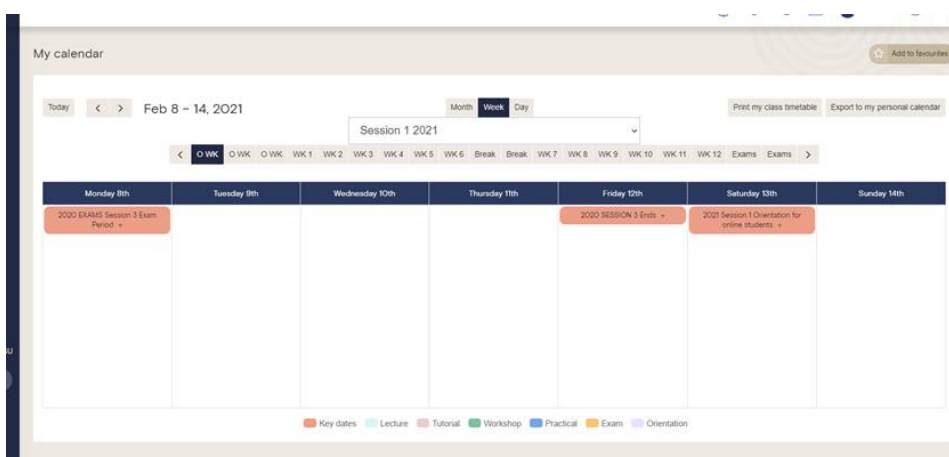 My calendar
Add to favourites
Today < > Feb 8 – 14, 2021 Month Week Day Print my class timetable Export to my personal calendar
Session 1 2021
< O WK O WK O WK WK 1 WK 2 WK 3 WK 4 WK 5 WK 6 Break Break WK 7 WK 8 WK 9 WK 10 WK 11 WK 12 Exams Exams >
Monday 8th Tuesday 9th Wednesday 10th Thursday 11th Friday 12th Saturday 13th Sunday 14th
2020 EXAMS Session 3 Exam
Period +
2020 SESSION 3 Ends +
2021 Session 1 Orientation for
online students +
Key dates Lecture Tutorial Workshop Practical Exam Orientation